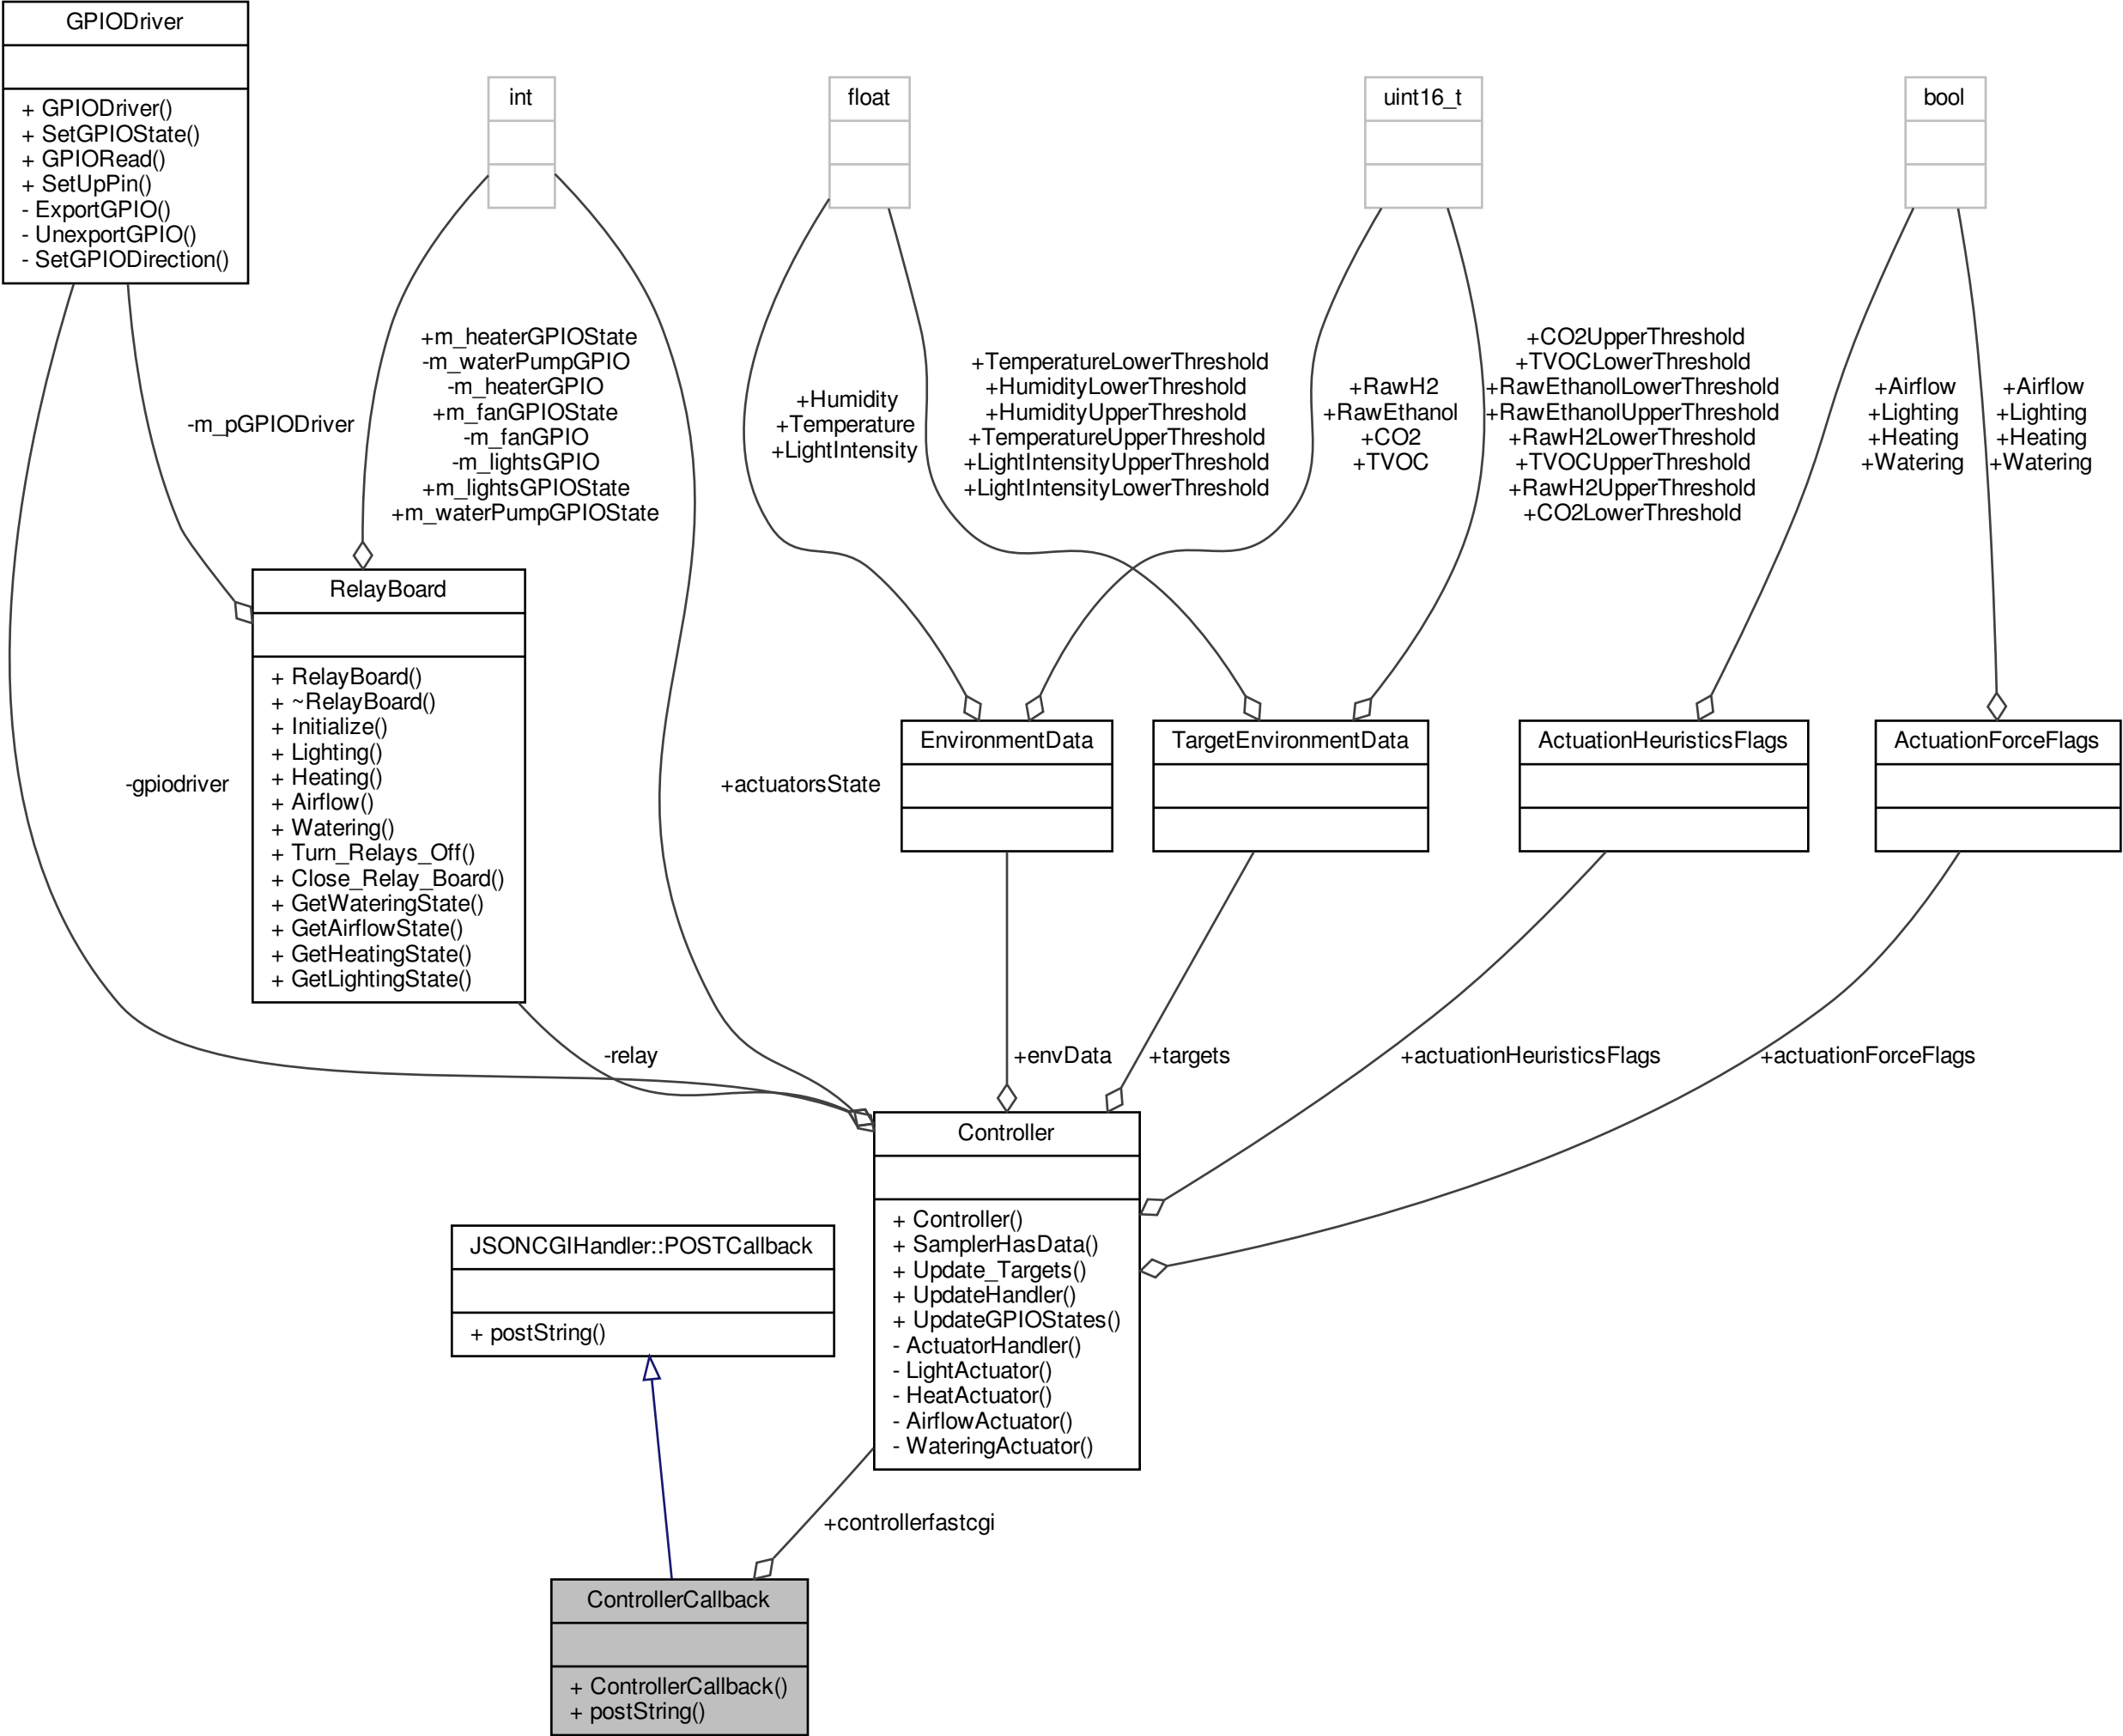 GPIODriver
+ GPIODriver()
+ SetGPIOState()
+ GPIORead()
+ SetUpPin()
- ExportGPIO()
- UnexportGPIO()
- SetGPIODirection()
int
float
uint16_t
bool
-m_pGPIODriver
+m_heaterGPIOState
-m_waterPumpGPIO
-m_heaterGPIO
+m_fanGPIOState
-m_fanGPIO
-m_lightsGPIO
+m_lightsGPIOState
+m_waterPumpGPIOState
+Humidity
+Temperature
+LightIntensity
+TemperatureLowerThreshold
+HumidityLowerThreshold
+HumidityUpperThreshold
+TemperatureUpperThreshold
+LightIntensityUpperThreshold
+LightIntensityLowerThreshold
+RawH2
+RawEthanol
+CO2
+TVOC
+CO2UpperThreshold
+TVOCLowerThreshold
+RawEthanolLowerThreshold
+RawEthanolUpperThreshold
+RawH2LowerThreshold
+TVOCUpperThreshold
+RawH2UpperThreshold
+CO2LowerThreshold
+Airflow
+Lighting
+Heating
+Watering
+Airflow
+Lighting
+Heating
+Watering
RelayBoard
+ RelayBoard()
+ ~RelayBoard()
+ Initialize()
+ Lighting()
+ Heating()
+ Airflow()
+ Watering()
+ Turn_Relays_Off()
+ Close_Relay_Board()
+ GetWateringState()
+ GetAirflowState()
+ GetHeatingState()
+ GetLightingState()
-gpiodriver
+actuatorsState
EnvironmentData
TargetEnvironmentData
ActuationHeuristicsFlags
ActuationForceFlags
-relay
+envData
+targets
+actuationHeuristicsFlags
+actuationForceFlags
Controller
+ Controller()
+ SamplerHasData()
+ Update_Targets()
+ UpdateHandler()
+ UpdateGPIOStates()
- ActuatorHandler()
- LightActuator()
- HeatActuator()
- AirflowActuator()
- WateringActuator()
JSONCGIHandler::POSTCallback
+ postString()
+controllerfastcgi
ControllerCallback
+ ControllerCallback()
+ postString()